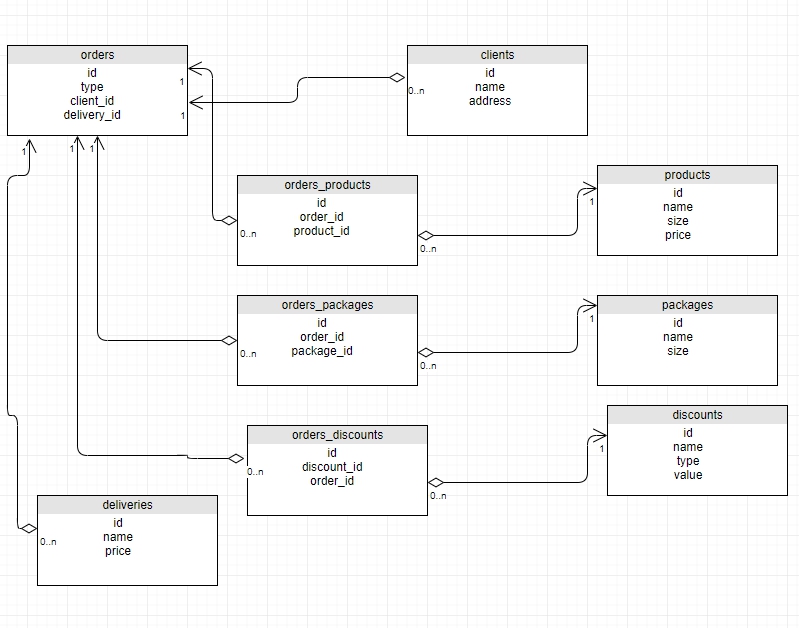 orders
id
type
client_id
delivery_id
1
1
1
1
1
clients
id
name
address
0..n
orders_products
id
order_id
product_id
0..n
0..n
products
id
name
size
price
1
orders_packages
id
order_id
package_id
0..n
0..n
packages
id
name
size
1
orders_discounts
id
discount_id
order_id
0..n
0..n
discounts
id
name
type
value
1
deliveries
id
name
price
0..n